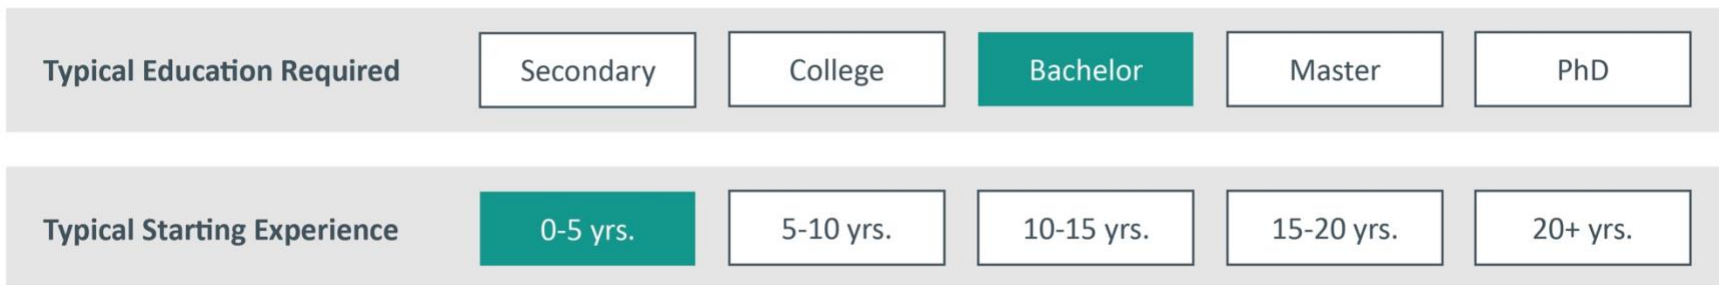 Typical Education Required Secondary College Bachelor Master PhD
Typical Starting Experience 0-5 yrs. 5-10 yrs. 10-15 yrs. 15-20 yrs. 20+ yrs.